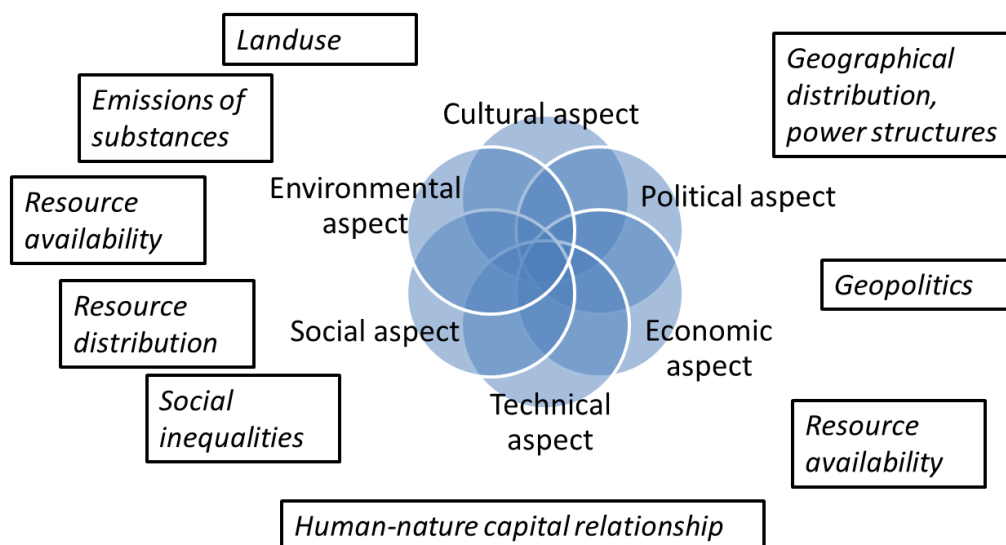 Landuse
Geographical
distribution,
power structures
Emissions of
substances
Cultural aspect
Environmental
aspect
Political aspect
Resource
availability
Geopolitics
Resource
distribution
Social aspect
Economic
aspect
Social
inequalities
Technical
aspect
Resource
availability
Human-nature capital relationship